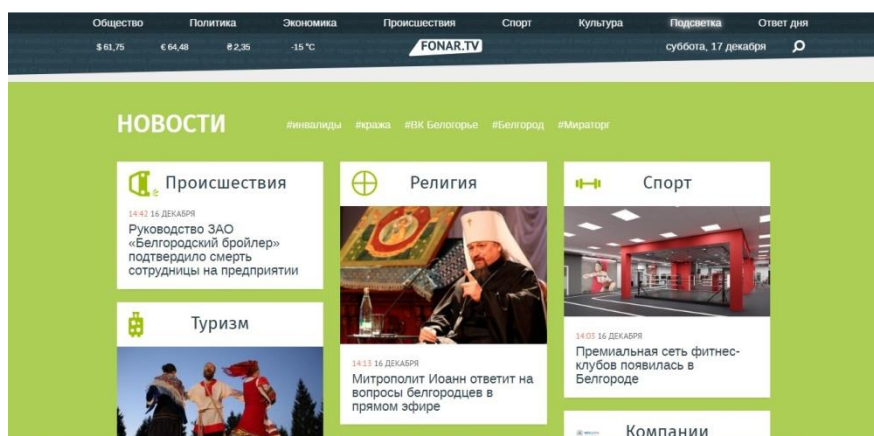 Общество Политика Экономика Происшествия Спорт Культура Подсветка Ответ дня
$ 61,75 € 64,48 ₴ 2,35 -15 °C FONAR.TV суббота, 17 декабря
НОВОСТИ #инвалиды #кража #ВК Белогорье #Белгород #Мираторг
Происшествия
14:42 16 ДЕКАБРЯ
Руководство ЗАО
«Белгородский бройлер»
подтвердило смерть
сотрудницы на предприятии
Туризм
Религия
14:13 16 ДЕКАБРЯ
Митрополит Иоанн ответит на
вопросы белгородцев в
прямом эфире
Спорт
14:03 16 ДЕКАБРЯ
Премиальная сеть фитнес-
клубов появилась в
Белгороде
Компании